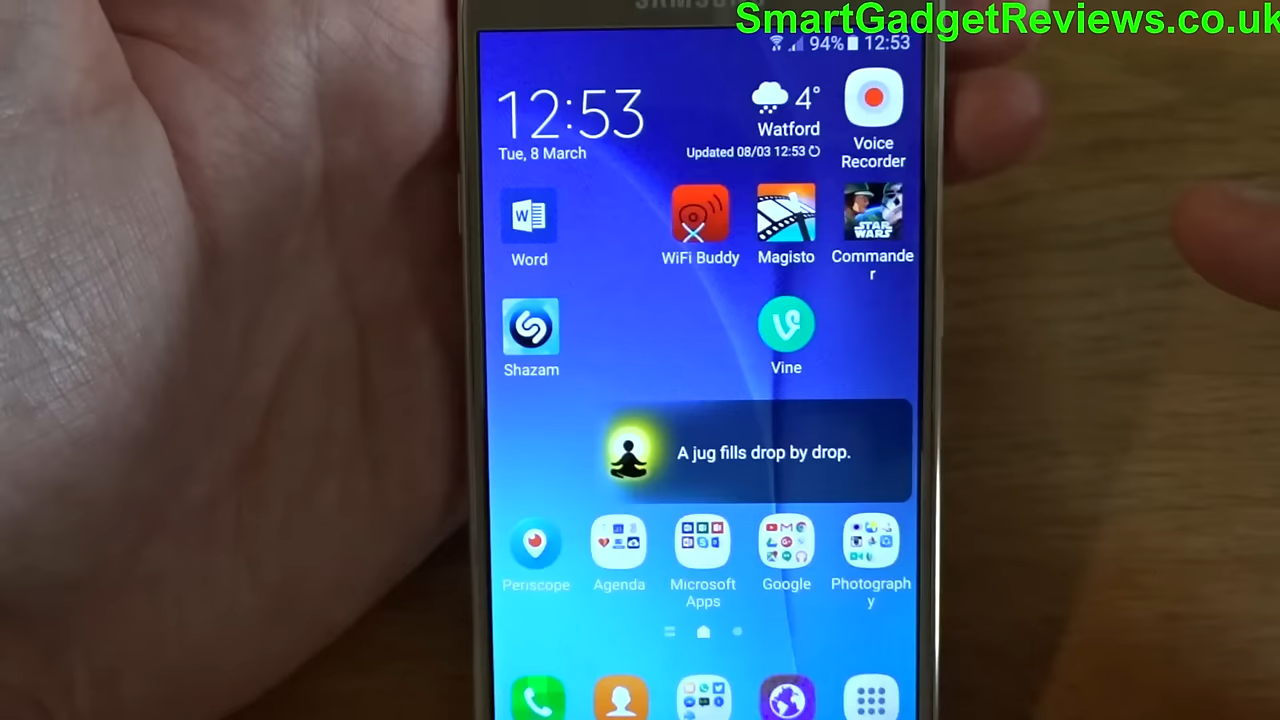 SAMSUNG
SmartGadgetReviews.co.uk
94% 12:53
12:53
Tue, 8 March
4°
Watford
Updated 08/03 12:53
Voice
Recorder
W
STAR
WARS
Word
WiFi Buddy
Magisto
Commande
r
Shazam
Vine
A jug fills drop by drop.
Periscope
Agenda
Microsoft
Apps
Google
Photograph
y